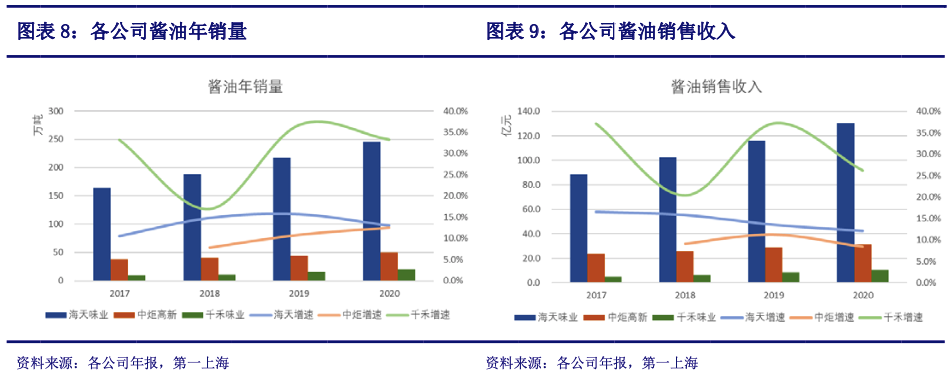 图表 8：各公司酱油年销量
酱油年销量
万吨
300
250
200
150
100
50
0
40.0%
35.0%
30.0%
25.0%
20.0%
15.0%
10.0%
5.0%
0.0%
2017 2018 2019 2020
海天味业 中炬高新 千禾味业 海天增速 中炬增速 千禾增速
资料来源：各公司年报，第一上海
图表 9：各公司酱油销售收入
酱油销售收入
亿元
140.0
120.0
100.0
80.0
60.0
40.0
20.0
0.0
40.0%
35.0%
30.0%
25.0%
20.0%
15.0%
10.0%
5.0%
0.0%
2017 2018 2019 2020
海天味业 中炬高新 千禾味业 海天增速 中炬增速 千禾增速
资料来源：各公司年报，第一上海